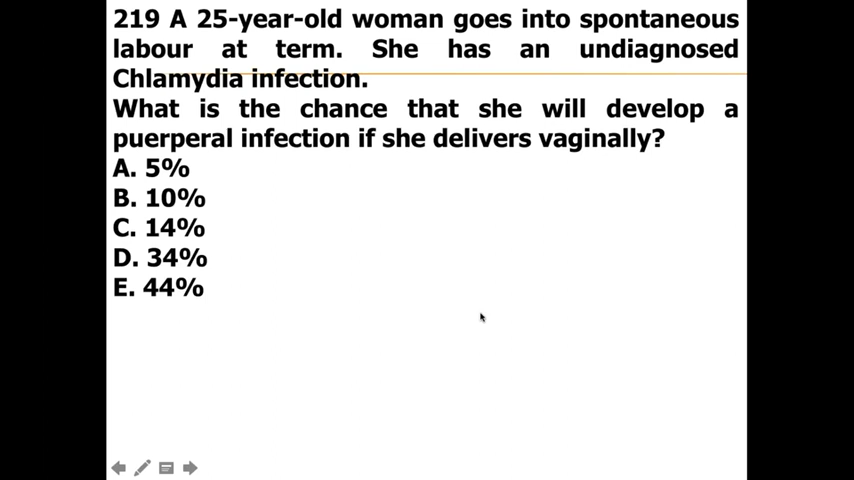 219 A 25-year-old woman goes into spontaneous
labour at term. She has an undiagnosed
Chlamydia infection.
What is the chance that she will develop a
puerperal infection if she delivers vaginally?
A. 5%
B. 10%
C. 14%
D. 34%
E. 44%